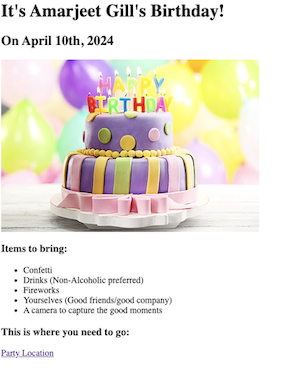 It's Amarjeet Gill's Birthday!
On April 10th, 2024
HAPPY
BIRTHDAY
Items to bring:
Confetti
Drinks (Non-Alcoholic preferred)
Fireworks
Yourselves (Good friends/good company)
A camera to capture the good moments
This is where you need to go:
Party Location